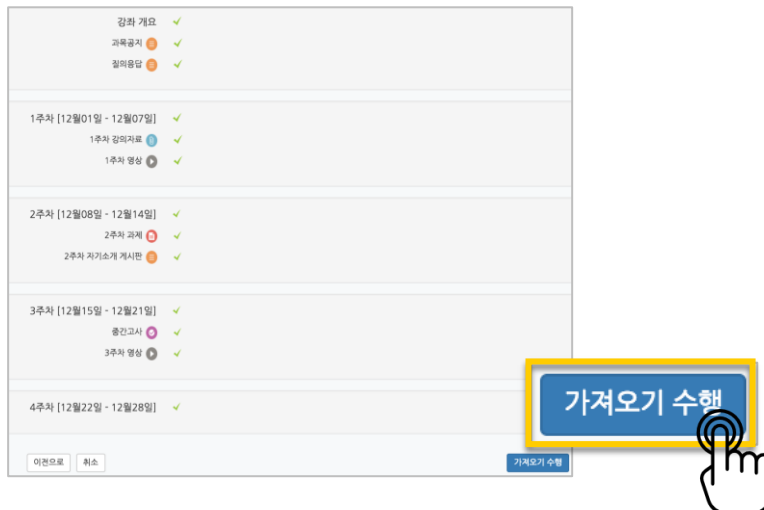 강좌 개요
과목공지
질의응답
1주차 [12월01일 - 12월07일]
1주차 강의자료
1주차 영상
2주차 [12월08일 - 12월14일]
2주차 과제
2주차 자기소개 게시판
3주차 [12월15일 - 12월21일]
중간고사
3주차 영상
4주차 [12월22일 - 12월28일]
가져오기 수행
이전으로 취소 가져오기 수행